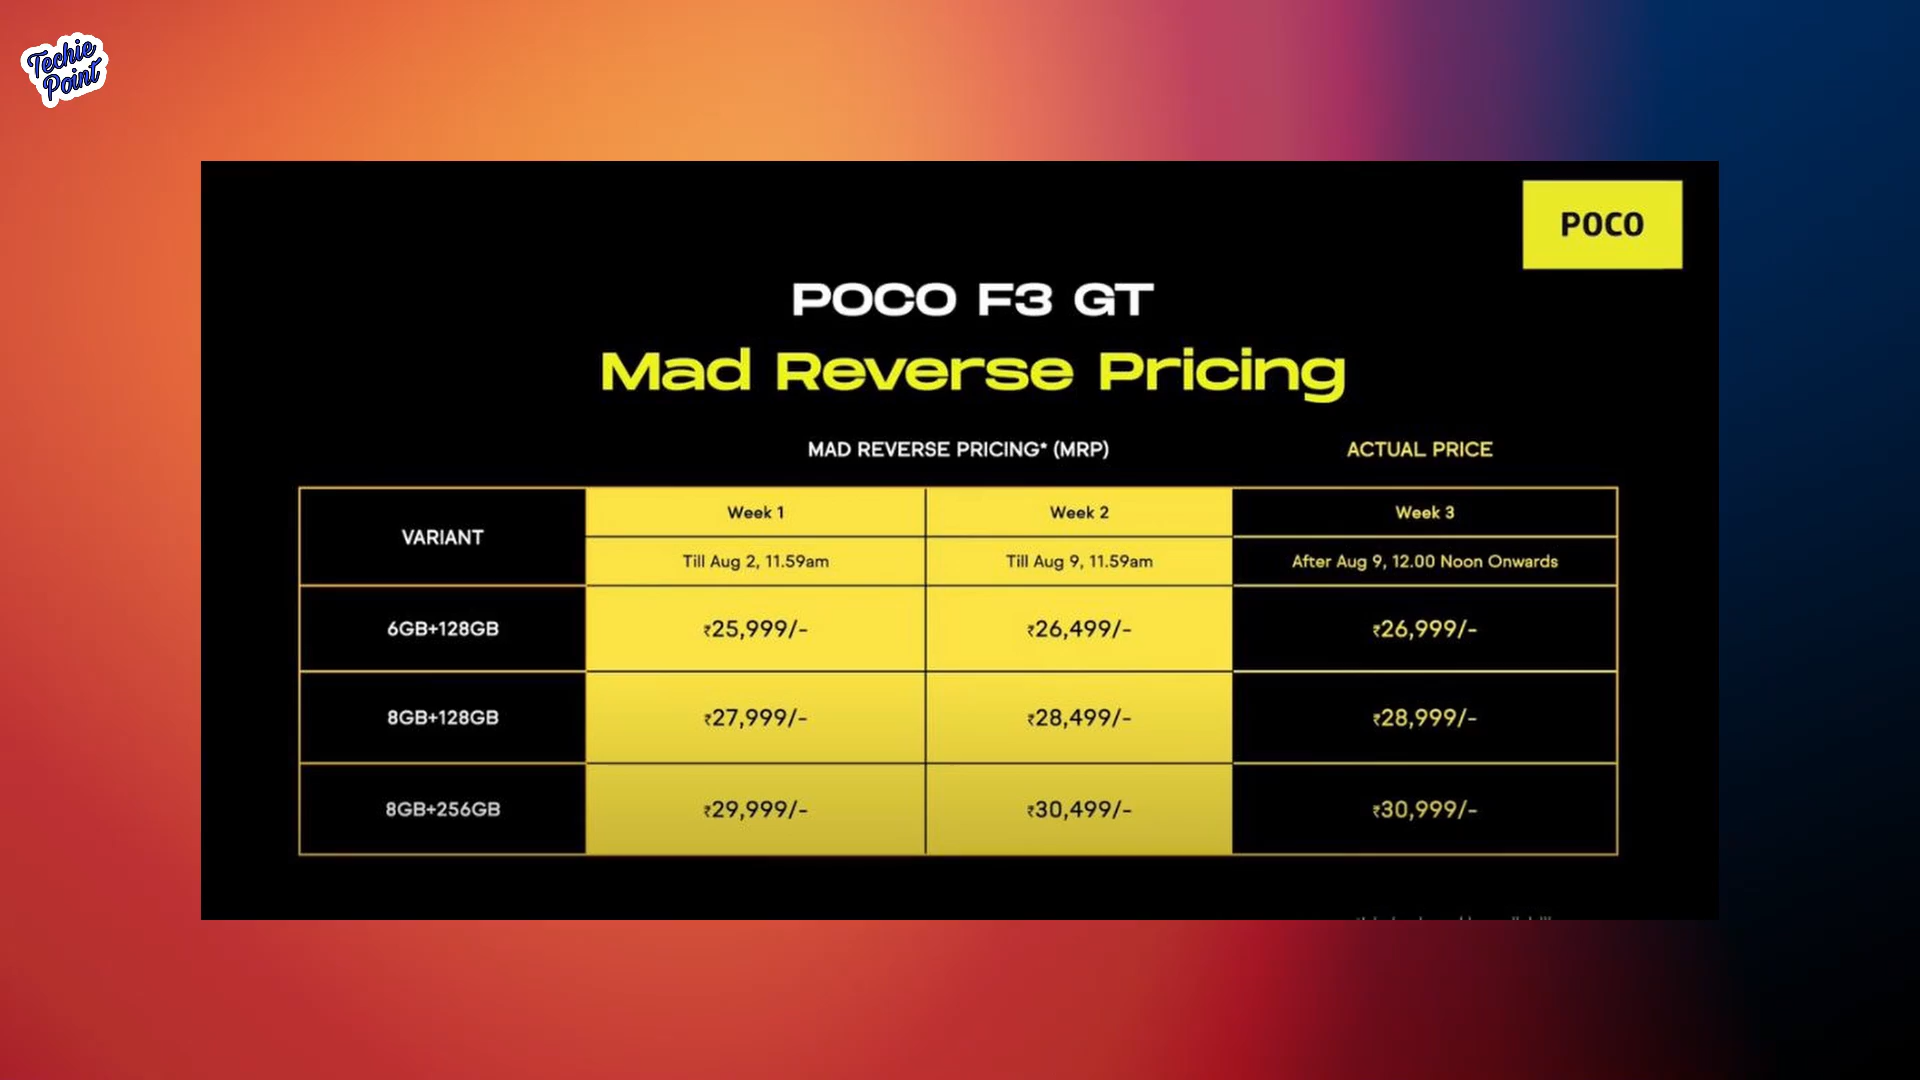 Techie
Point
POCO
POCO F3 GT
Mad Reverse Pricing
MAD REVERSE PRICING* (MRP) ACTUAL PRICE
VARIANT Week 1 Week 2 Week 3
Till Aug 2, 11.59am Till Aug 9, 11.59am After Aug 9, 12.00 Noon Onwards
6GB+128GB ₹25,999/- ₹26,499/- ₹26,999/-
8GB+128GB ₹27,999/- ₹28,499/- ₹28,999/-
8GB+256GB ₹29,999/- ₹30,499/- ₹30,999/-